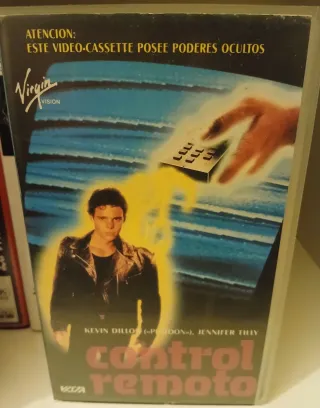 ATENCION:
ESTE VIDEO-CASSETTE POSEE PODERES OCULTOS
Virgin
VISION
KEVIN DILLON («PLATOON»), JENNIFER TILLY
control
remoto